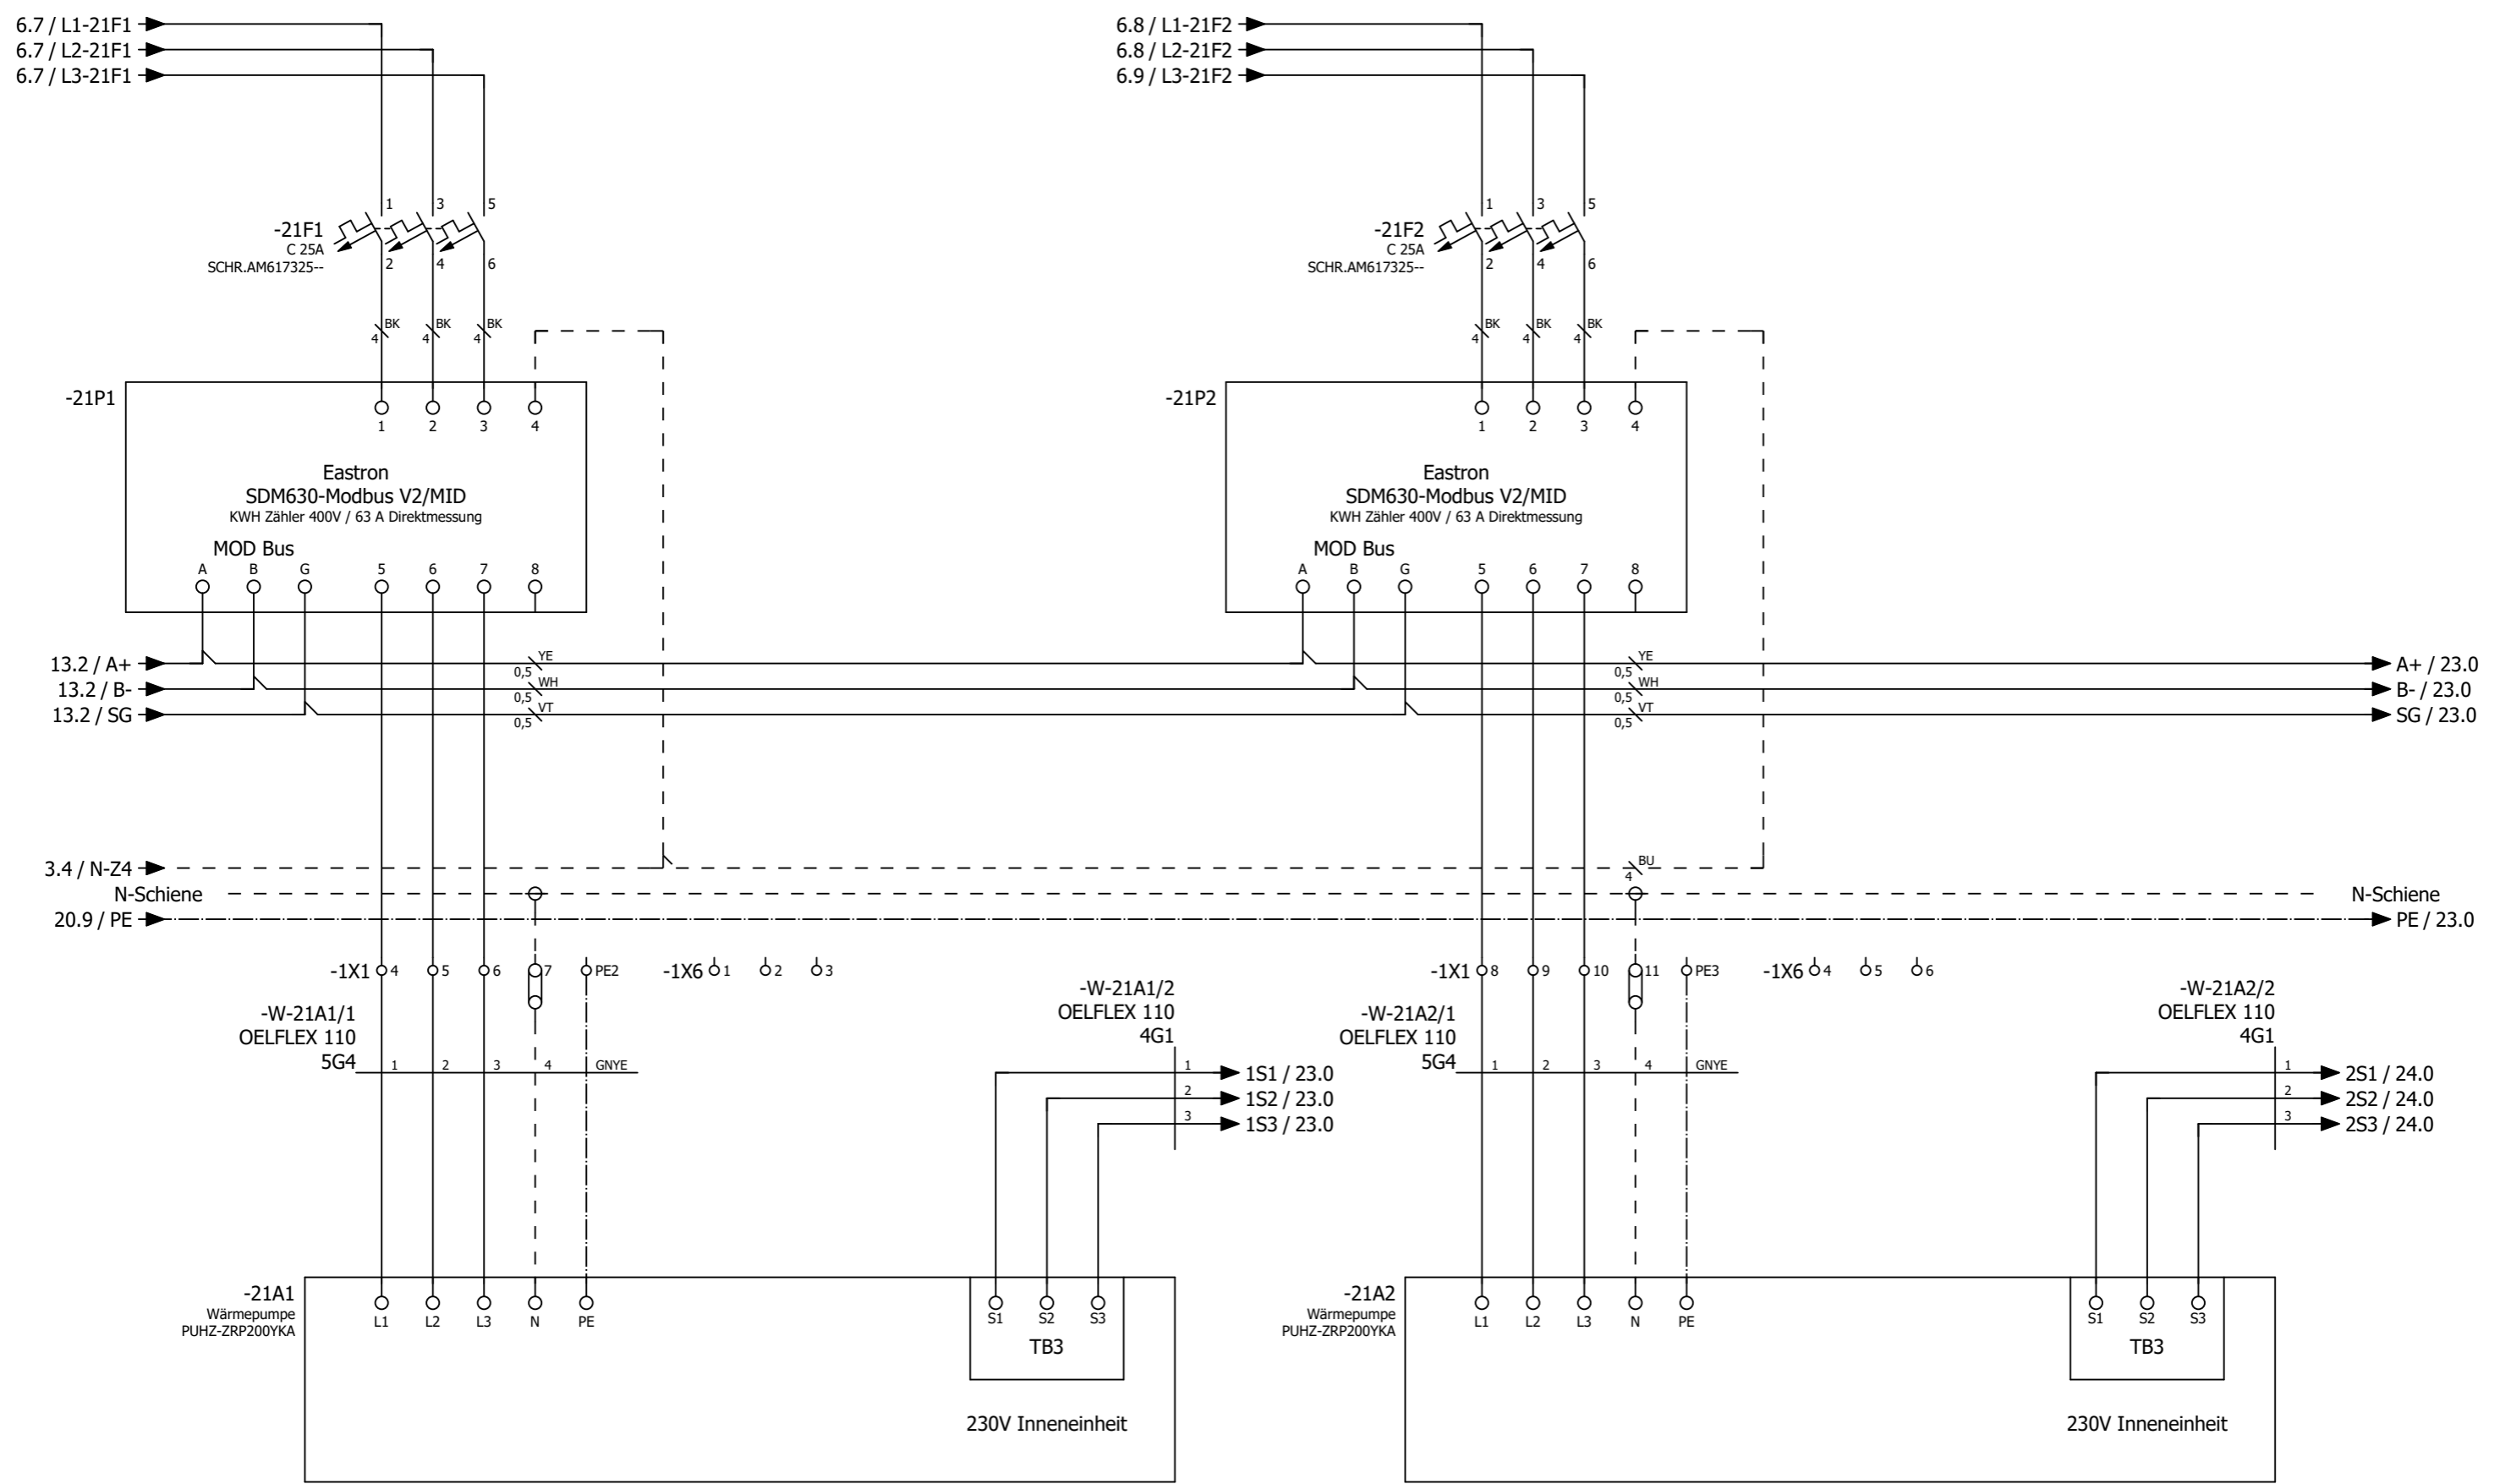 6.7 / L1-21F1
6.7 / L2-21F1
6.7 / L3-21F1
6.8 / L1-21F2
6.8 / L2-21F2
6.9 / L3-21F2
1 3 5
-21F1
C 25A
SCHR.AM617325--
2 4 6
1 3 5
-21F2
C 25A
SCHR.AM617325--
2 4 6
BK BK BK
4 4 4
BK BK BK
4 4 4
-21P1
1 2 3 4
Eastron
SDM630-Modbus V2/MID
KWH Zähler 400V / 63 A Direktmessung
MOD Bus
A B G 5 6 7 8
-21P2
1 2 3 4
Eastron
SDM630-Modbus V2/MID
KWH Zähler 400V / 63 A Direktmessung
MOD Bus
A B G 5 6 7 8
13.2 / A+
13.2 / B-
13.2 / SG
YE
0,5
WH
0,5
VT
0,5
YE
0,5
WH
0,5
VT
0,5
A+ / 23.0
B- / 23.0
SG / 23.0
3.4 / N-Z4
BU
4
N-Schiene
N-Schiene
20.9 / PE
PE / 23.0
-1X1 4 5 6 7 PE2
-1X6 1 2 3
-1X1 8 9 10 11 PE3
-1X6 4 5 6
-W-21A1/1
OELFLEX 110
5G4
1 2 3 4 GNYE
-W-21A1/2
OELFLEX 110
4G1
1
1S1 / 23.0
2
1S2 / 23.0
3
1S3 / 23.0
-W-21A2/1
OELFLEX 110
5G4
1 2 3 4 GNYE
-W-21A2/2
OELFLEX 110
4G1
1
2S1 / 24.0
2
2S2 / 24.0
3
2S3 / 24.0
-21A1
Wärmepumpe
PUHZ-ZRP200YKA
L1 L2 L3 N PE
S1 S2 S3
TB3
230V Inneneinheit
-21A2
Wärmepumpe
PUHZ-ZRP200YKA
L1 L2 L3 N PE
S1 S2 S3
TB3
230V Inneneinheit